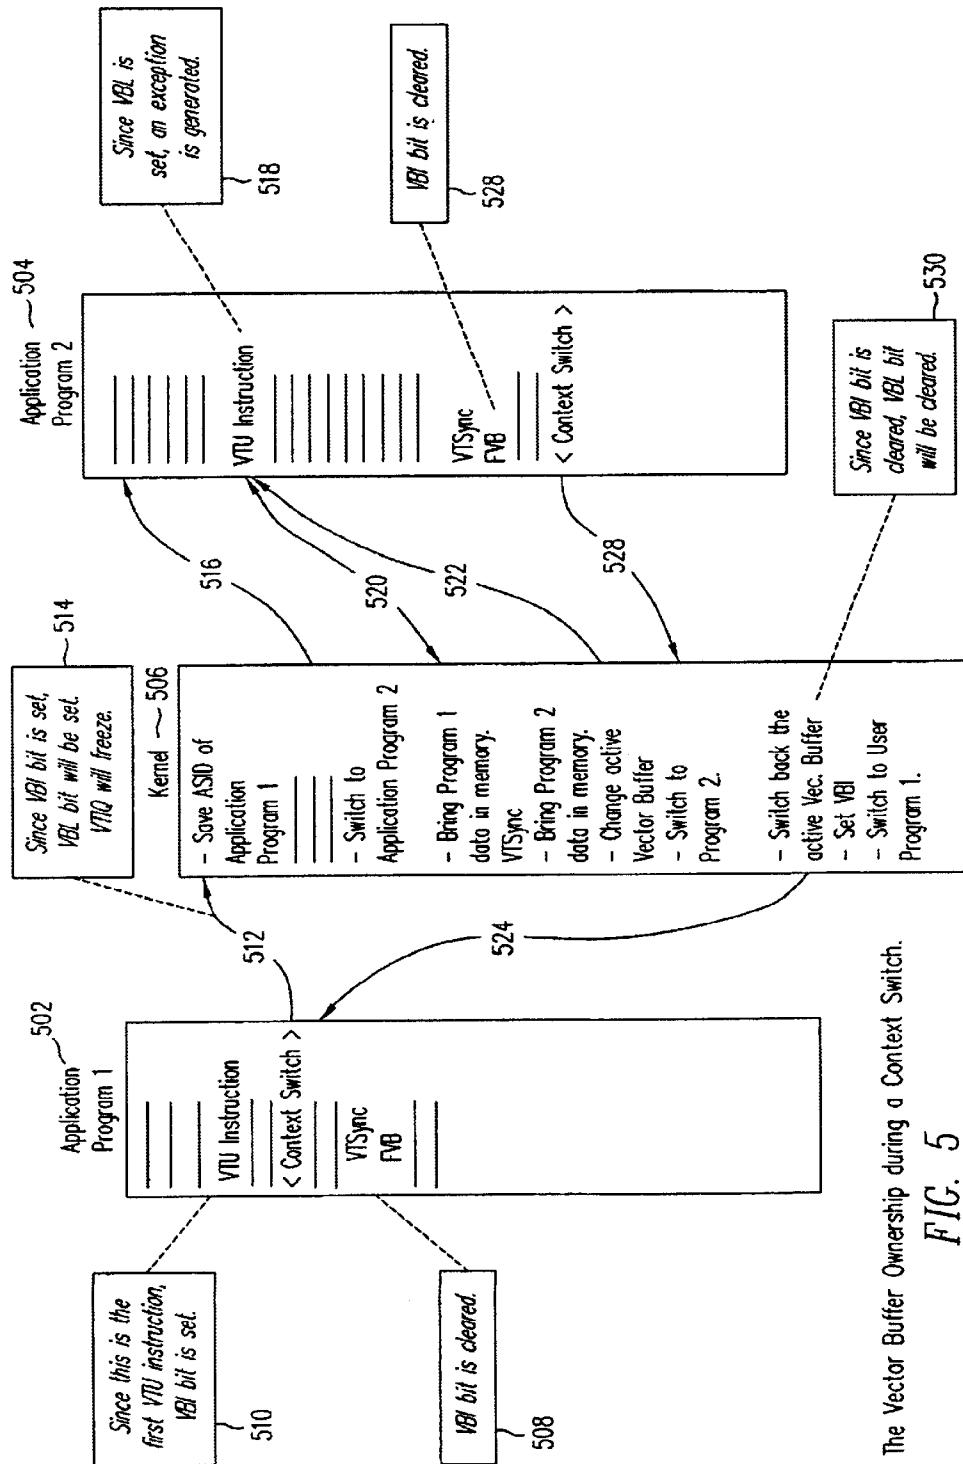 Application
Program 1
502
VTU Instruction
< Context Switch >
VTSync
FVB
Since this is the
first VTU instruction,
VBI bit is set.
510
VBI bit is cleared.
508
512
524
Since VBI bit is set,
VBL bit will be set.
VTIQ will freeze.
514
Kernel
506
- Save ASID of
Application
Program 1
- Switch to
Application Program 2
- Bring Program 1
data in memory.
VTSync
- Bring Program 2
data in memory.
- Change active
Vector Buffer
- Switch to
Program 2.
- Switch back the
active Vec. Buffer
- Set VBI
- Switch to User
Program 1.
516
520
522
528
Application
Program 2
504
VTU Instruction
VTSync
FVB
< Context Switch >
Since VBL is
set, an exception
is generated.
518
VBI bit is cleared.
528
Since VBI bit is
cleared, VBL bit
will be cleared.
530
The Vector Buffer Ownership during a Context Switch.
FIG. 5